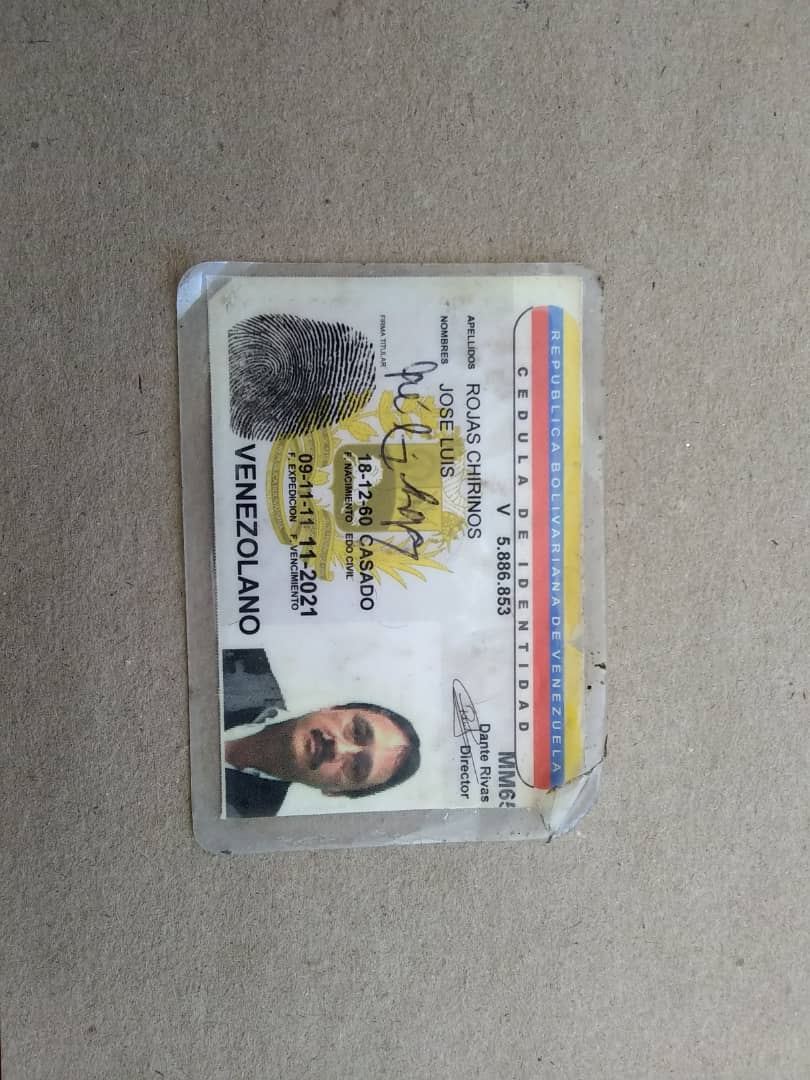 REPUBLICA BOLIVARIANA DE VENEZUELA
CEDULA DE IDENTIDAD
V 5.886.853
MM65
APELLIDOS ROJAS CHIRINOS
NOMBRES JOSE LUIS
Dante Rivas
Director
FIRMA TITULAR
18-12-60 CASADO
F. NACIMIENTO EDO CIVIL
09-11-11 11-2021
F. EXPEDICION F. VENCIMIENTO
VENEZOLANO